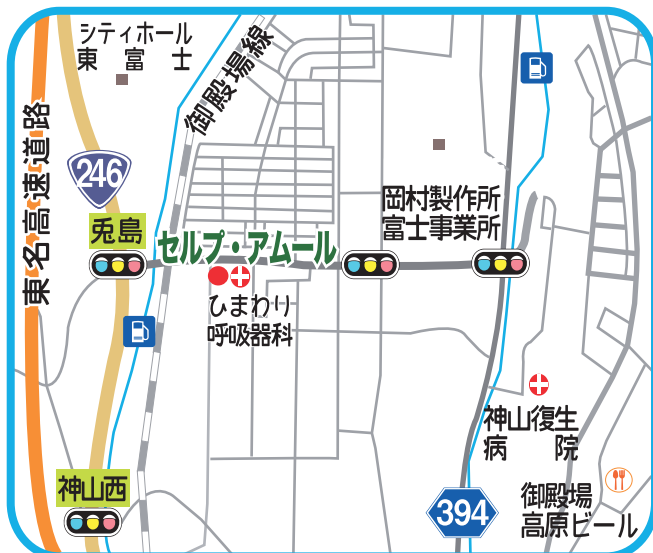 シティホール
東富士
御殿場線
東名高速道路
246
兎島
セルプ・アムール
岡村製作所
富士事業所
ひまわり
呼吸器科
神山復生
病院
神山西
394
御殿場
高原ビール